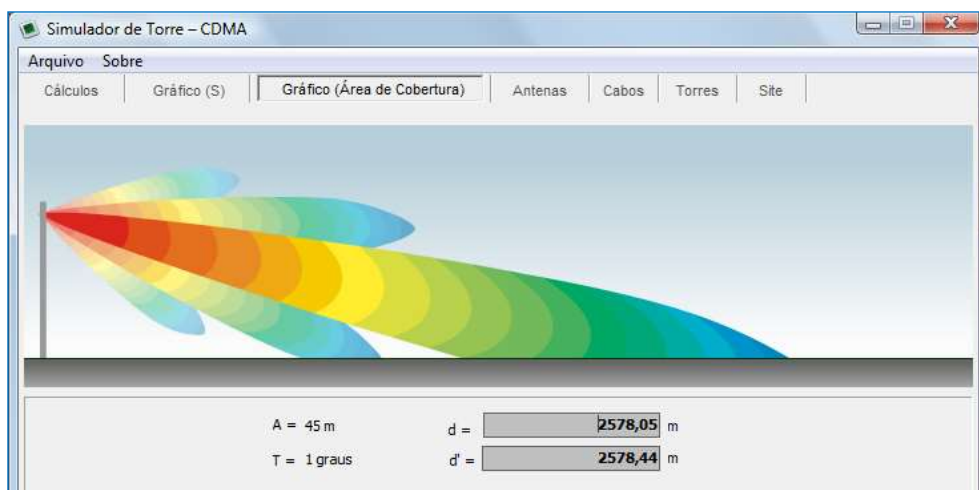 Simulador de Torre – CDMA
Arquivo Sobre
Cálculos Gráfico (S) Gráfico (Área de Cobertura) Antenas Cabos Torres Site
A = 45 m d = 2578,05 m
T = 1 graus d' = 2578,44 m